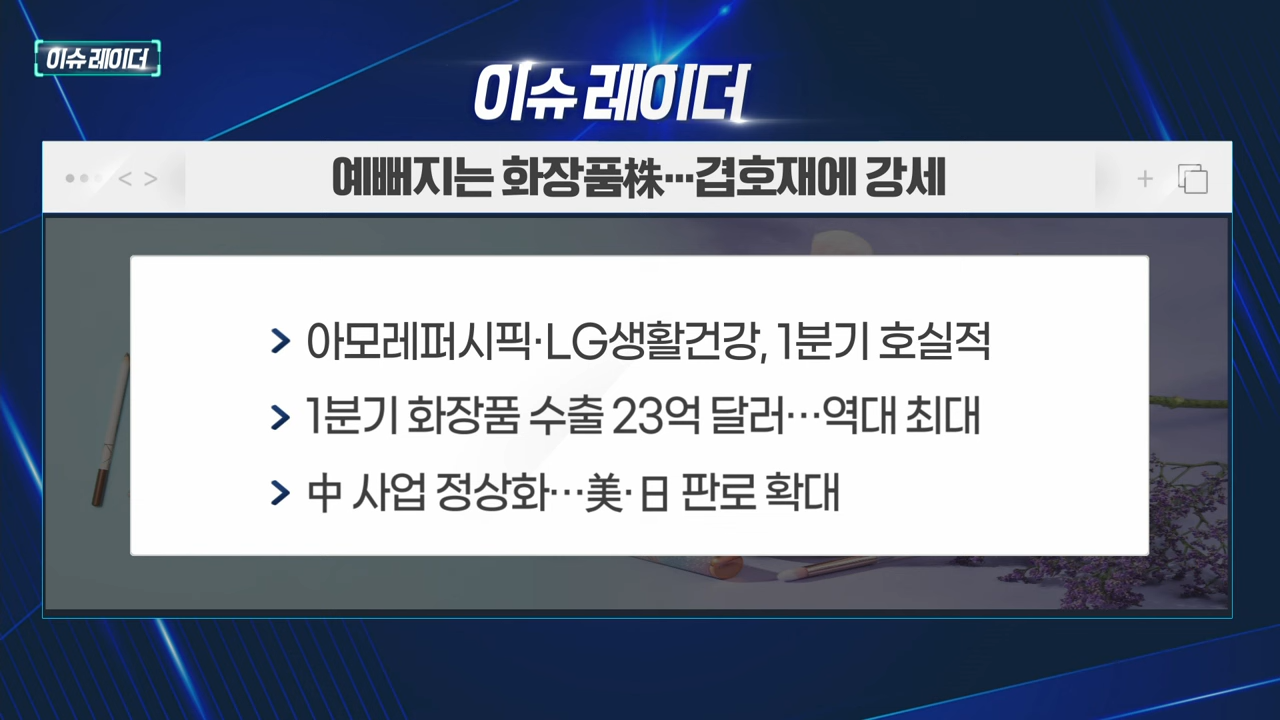 이슈 레이더
이슈 레이더
예뻐지는 화장품株…겹호재에 강세
아모레퍼시픽·LG생활건강, 1분기 호실적
1분기 화장품 수출 23억 달러…역대 최대
中 사업 정상화…美·日 판로 확대